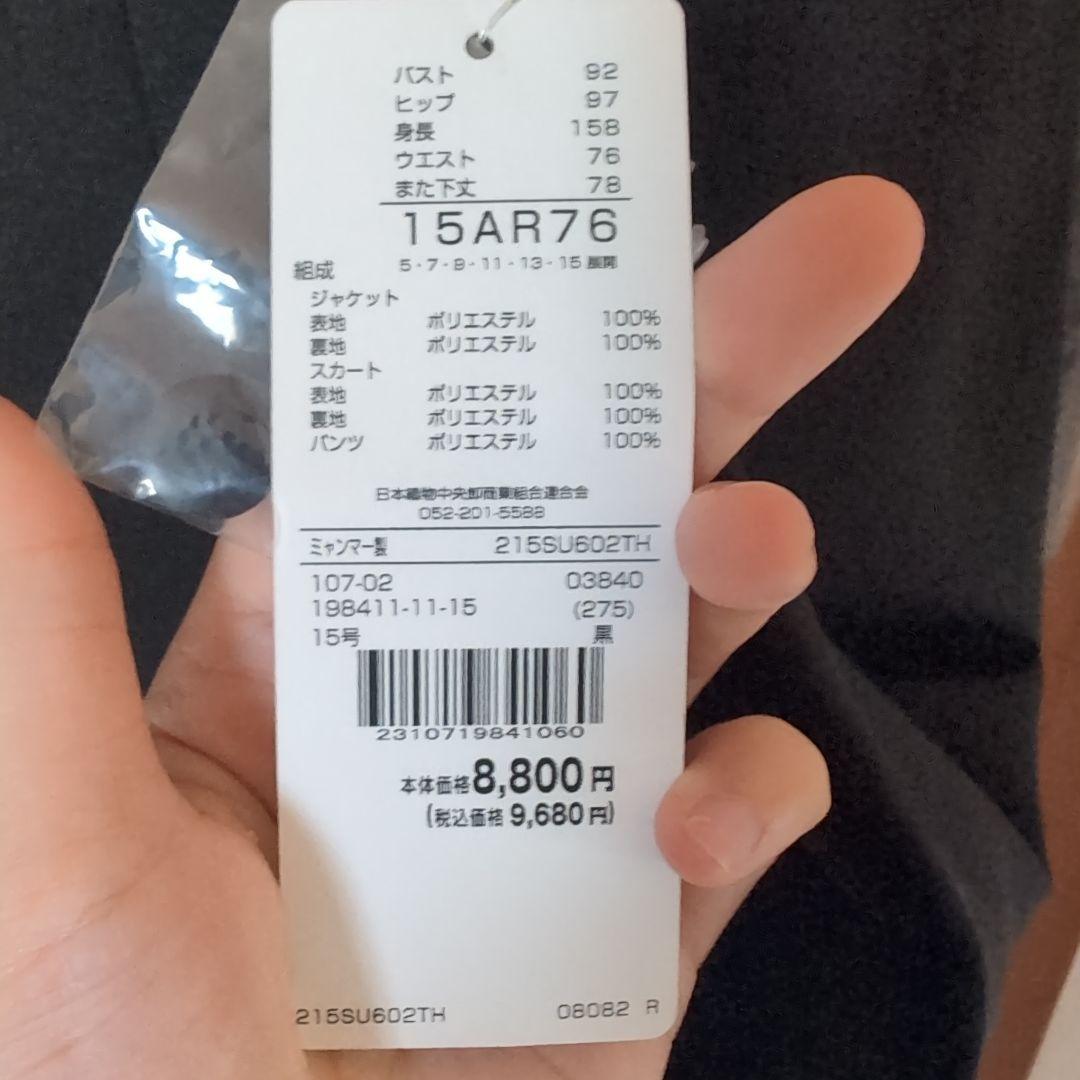 バスト 92
ヒップ 97
身長 158
ウエスト 76
また下丈 78
15AR76
5・7・9・11・13・15 展開
組成
ジャケット
表地 ポリエステル 100%
裏地 ポリエステル 100%
スカート
表地 ポリエステル 100%
裏地 ポリエステル 100%
パンツ ポリエステル 100%
日本織物中央卸商業組合連合会
052-201-5588
ミャンマー製 215SU602TH
107-02 03840
198411-11-15 (275)
15号 黒
2310719841060
本体価格8,800円
(税込価格 9,680円)
215SU602TH 08082 R